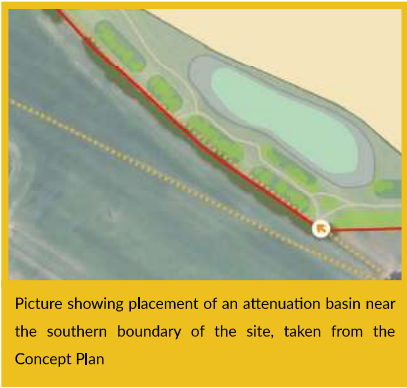 Picture showing placement of an attenuation basin near
the southern boundary of the site, taken from the
Concept Plan